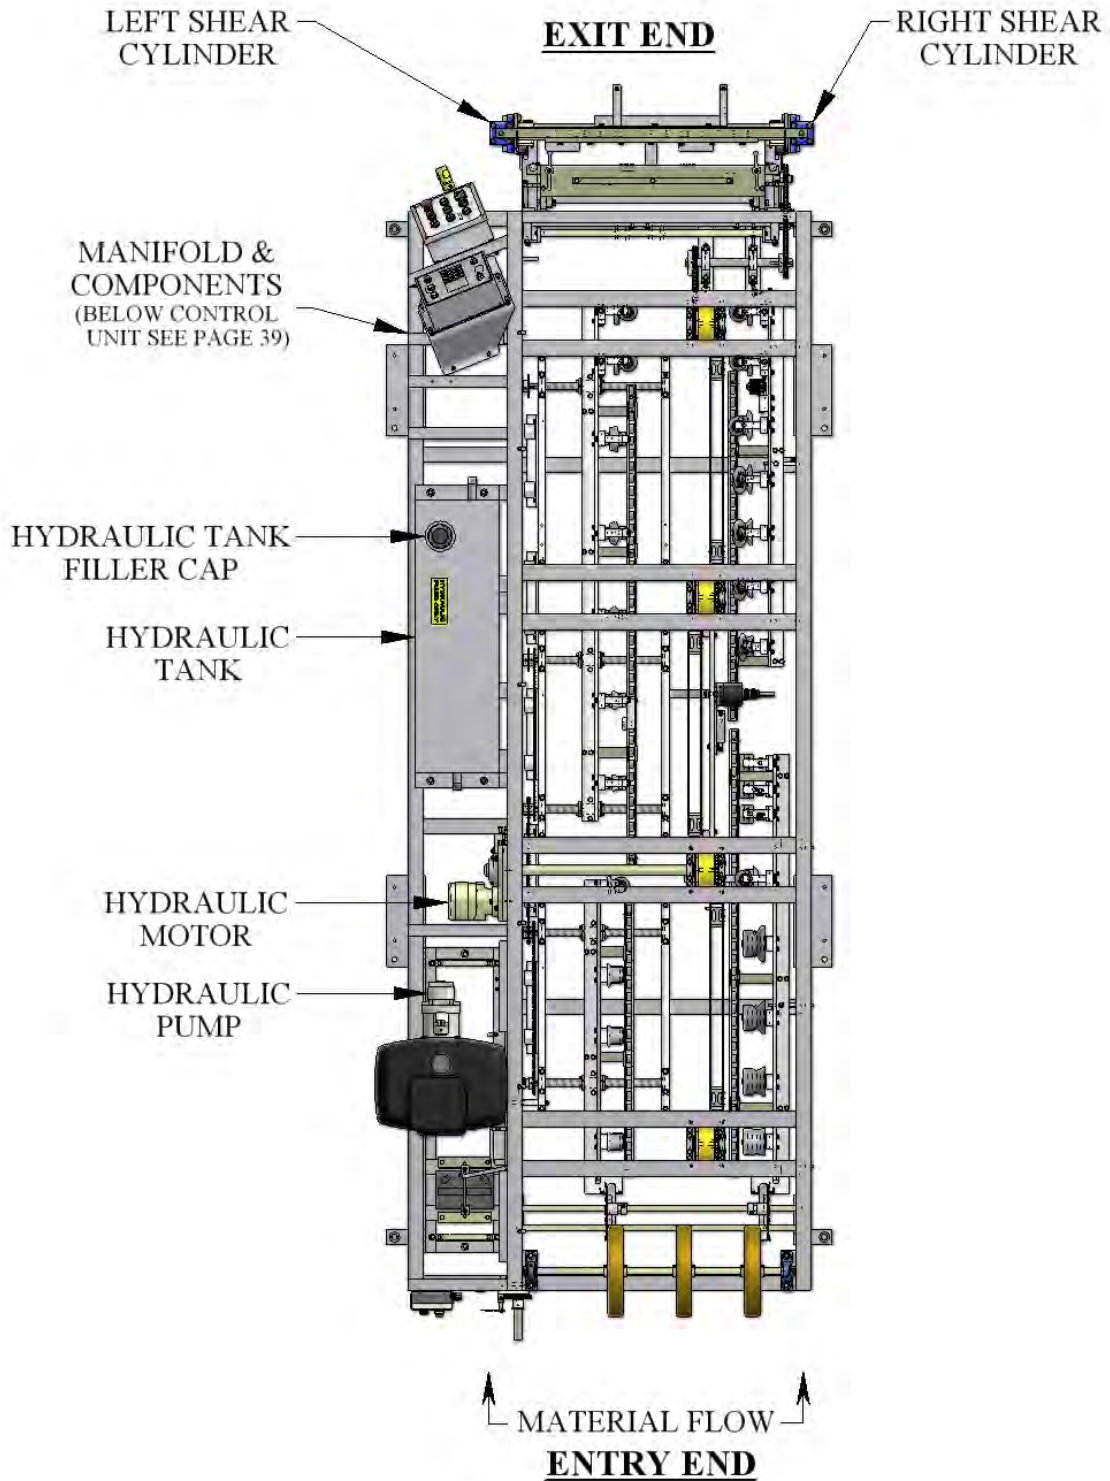 LEFT SHEAR
CYLINDER
EXIT END
RIGHT SHEAR
CYLINDER
MANIFOLD &
COMPONENTS
(BELOW CONTROL
UNIT SEE PAGE 39)
HYDRAULIC TANK
FILLER CAP
HYDRAULIC
TANK
HYDRAULIC
MOTOR
HYDRAULIC
PUMP
MATERIAL FLOW
ENTRY END